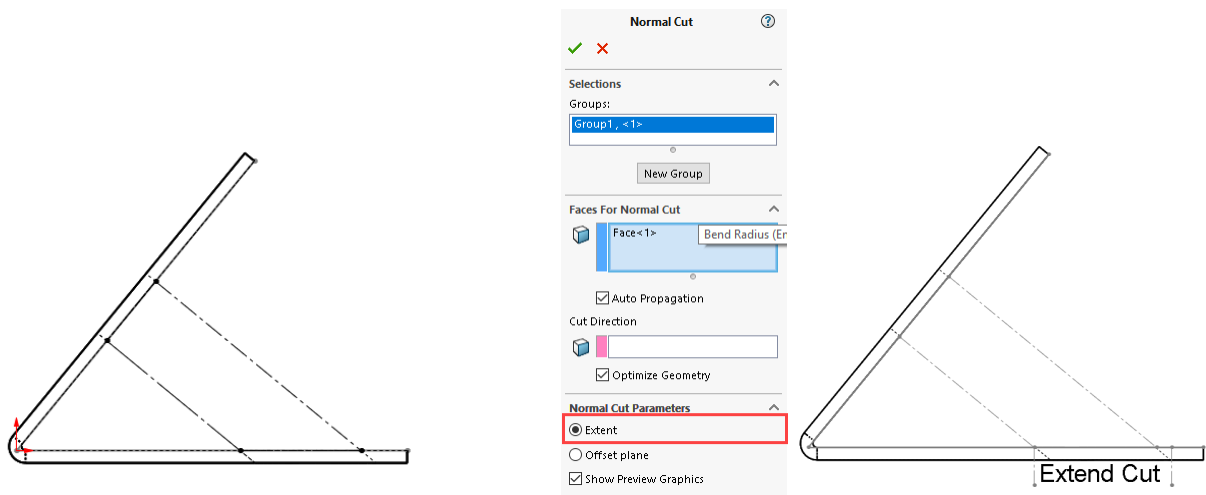 Normal Cut
Selections
Groups:
Group1 , <1>
New Group
Faces For Normal Cut
Face<1>
Bend Radius (En
Auto Propagation
Cut Direction
Optimize Geometry
Normal Cut Parameters
Extent
Offset plane
Show Preview Graphics
Extend Cut